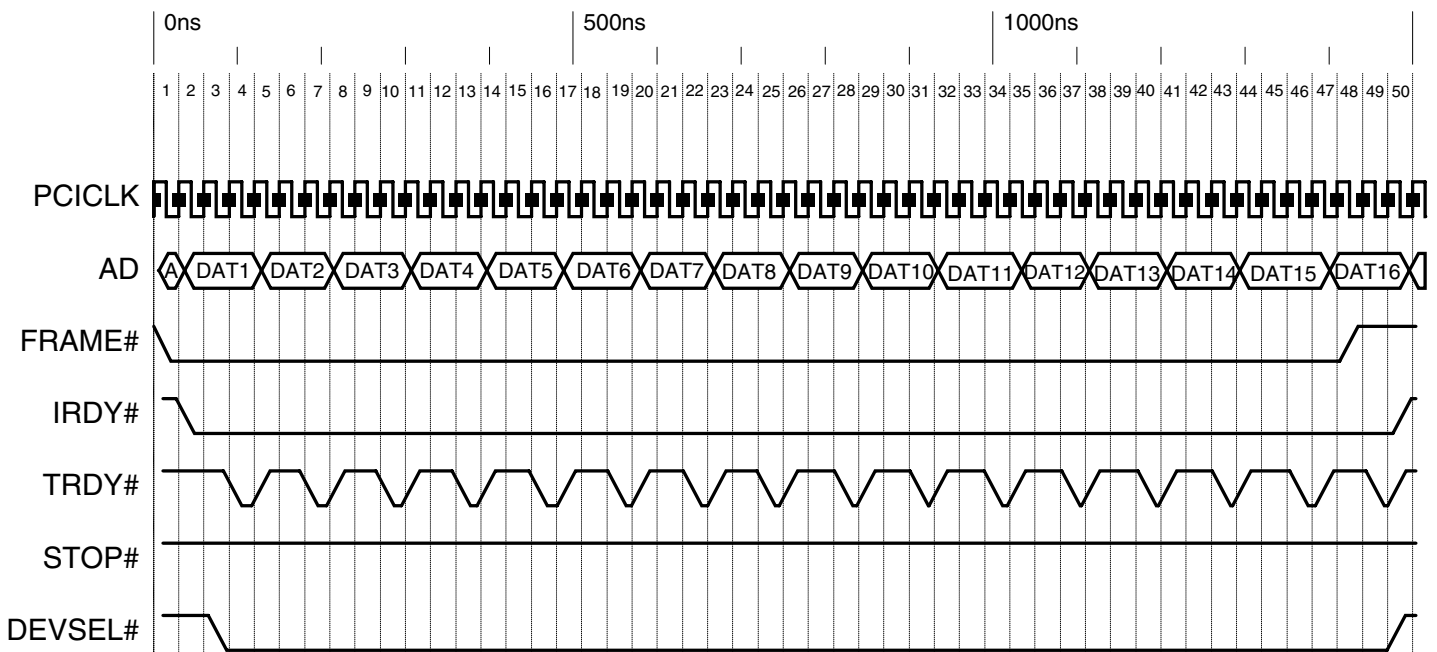 0ns 500ns 1000ns
1 2 3 4 5 6 7 8 9 10 11 12 13 14 15 16 17 18 19 20 21 22 23 24 25 26 27 28 29 30 31 32 33 34 35 36 37 38 39 40 41 42 43 44 45 46 47 48 49 50
PCICLK
AD A DAT1 DAT2 DAT3 DAT4 DAT5 DAT6 DAT7 DAT8 DAT9 DAT10 DAT11 DAT12 DAT13 DAT14 DAT15 DAT16
FRAME#
IRDY#
TRDY#
STOP#
DEVSEL#